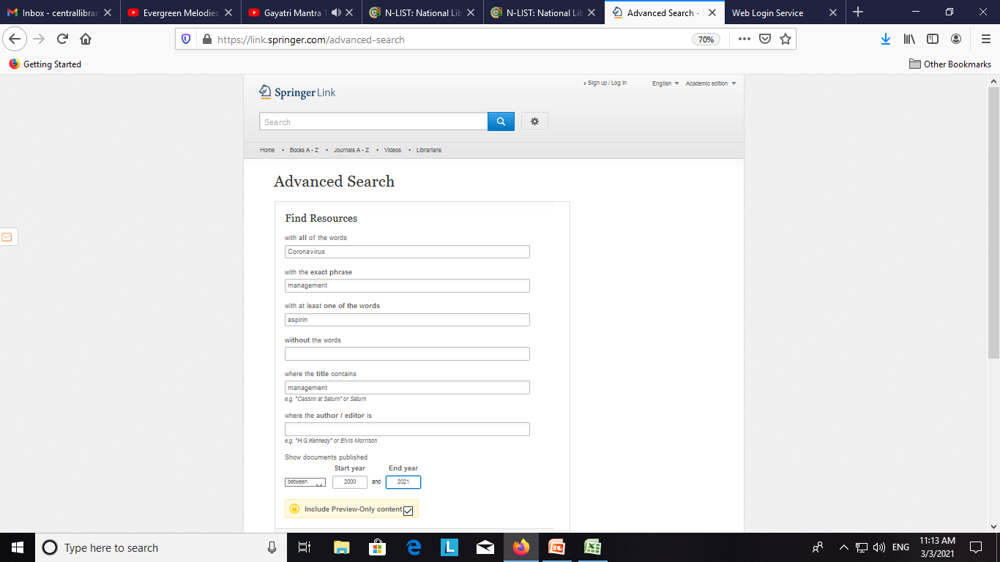 Inbox - centrallibrar
Evergreen Melodies
Gayatri Mantra
N-LIST: National Lib
N-LIST: National Lib
Advanced Search -
Web Login Service
https://link.springer.com/advanced-search
70%
Getting Started
Other Bookmarks
Springer Link
» Sign up / Log In
English
Academic edition
Search
Home • Books A - Z • Journals A - Z • Videos • Librarians
Advanced Search
Find Resources
with all of the words
Coronavirus
with the exact phrase
management
with at least one of the words
aspirin
without the words
where the title contains
management
e.g. "Cassini at Saturn" or Saturn
where the author / editor is
e.g. "H.G.Kennedy" or Elvis Morrison
Show documents published
Start year End year
between 2000 and 2021
Include Preview-Only content
Type here to search
ENG
11:13 AM
3/3/2021